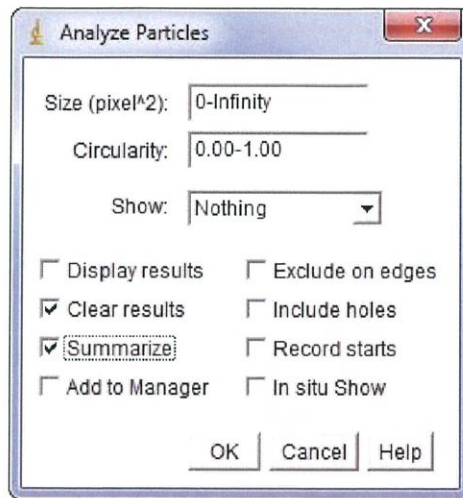 Analyze Particles
Size (pixel^2): 0-Infinity
Circularity: 0.00-1.00
Show: Nothing
Display results Exclude on edges
Clear results Include holes
Summarize Record starts
Add to Manager In situ Show
OK Cancel Help